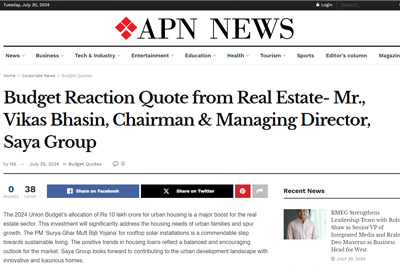 Tuesday, July 30, 2024
Login
APN NEWS
News
Business
Tech & Industry
Entertainment
Education
Health
Tourism
Sports
Editor's column
Magazin
Home
Corporate News
Budget Quotes
Budget Reaction Quote from Real Estate- Mr.,
Vikas Bhasin, Chairman & Managing Director,
Saya Group
by NS — July 25, 2024 in Budget Quotes 0
0 38
SHARES VIEWS
Share on Facebook
Share on Twitter
The 2024 Union Budget's allocation of Rs 10 lakh crore for urban housing is a major boost for the real
estate sector. This investment will significantly address the housing needs of urban families and spur
growth. The PM 'Surya Ghar Muft Bijli Yojana' for rooftop solar installations is a commendable step
towards sustainable living. The positive trends in housing loans reflect a balanced and encouraging
outlook for the market. Saya Group looks forward to contributing to the urban development landscape with
innovative and luxurious homes.
Recent News
BMEG Strengthens
Leadership Team with Rohi
Shaw as Senior VP of
Integrated Media and Krah
Deo Manerao as Business
Head for West
JULY 30, 2024